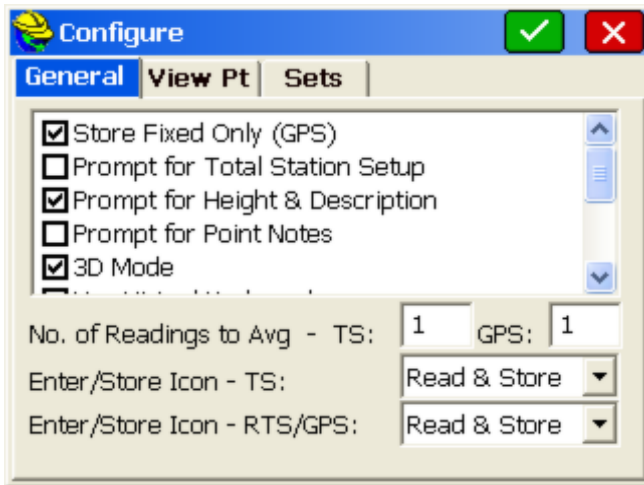 Configure
General View Pt Sets
Store Fixed Only (GPS)
Prompt for Total Station Setup
Prompt for Height & Description
Prompt for Point Notes
3D Mode
No. of Readings to Avg - TS: 1 GPS: 1
Enter/Store Icon - TS: Read & Store
Enter/Store Icon - RTS/GPS: Read & Store